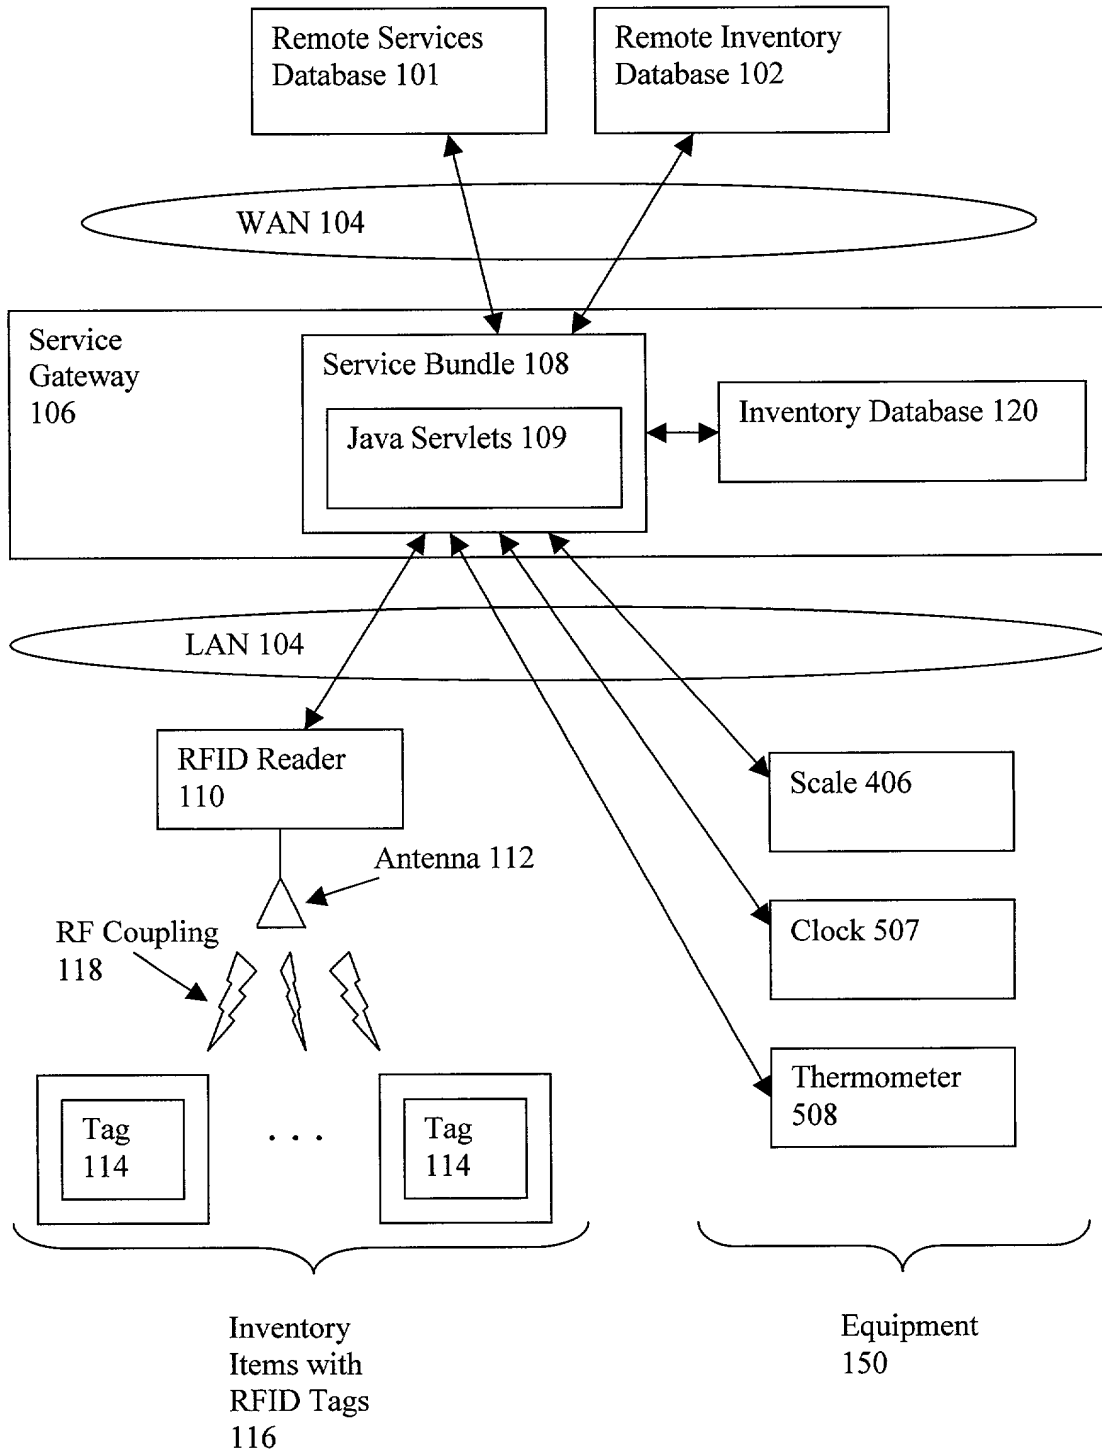 Remote Services
Database 101
Remote Inventory
Database 102
WAN 104
Service
Gateway
106
Service Bundle 108
Java Servlets 109
Inventory Database 120
LAN 104
RFID Reader
110
Antenna 112
RF Coupling
118
Scale 406
Clock 507
Thermometer
508
Tag
114
. . .
Tag
114
Inventory
Items with
RFID Tags
116
Equipment
150